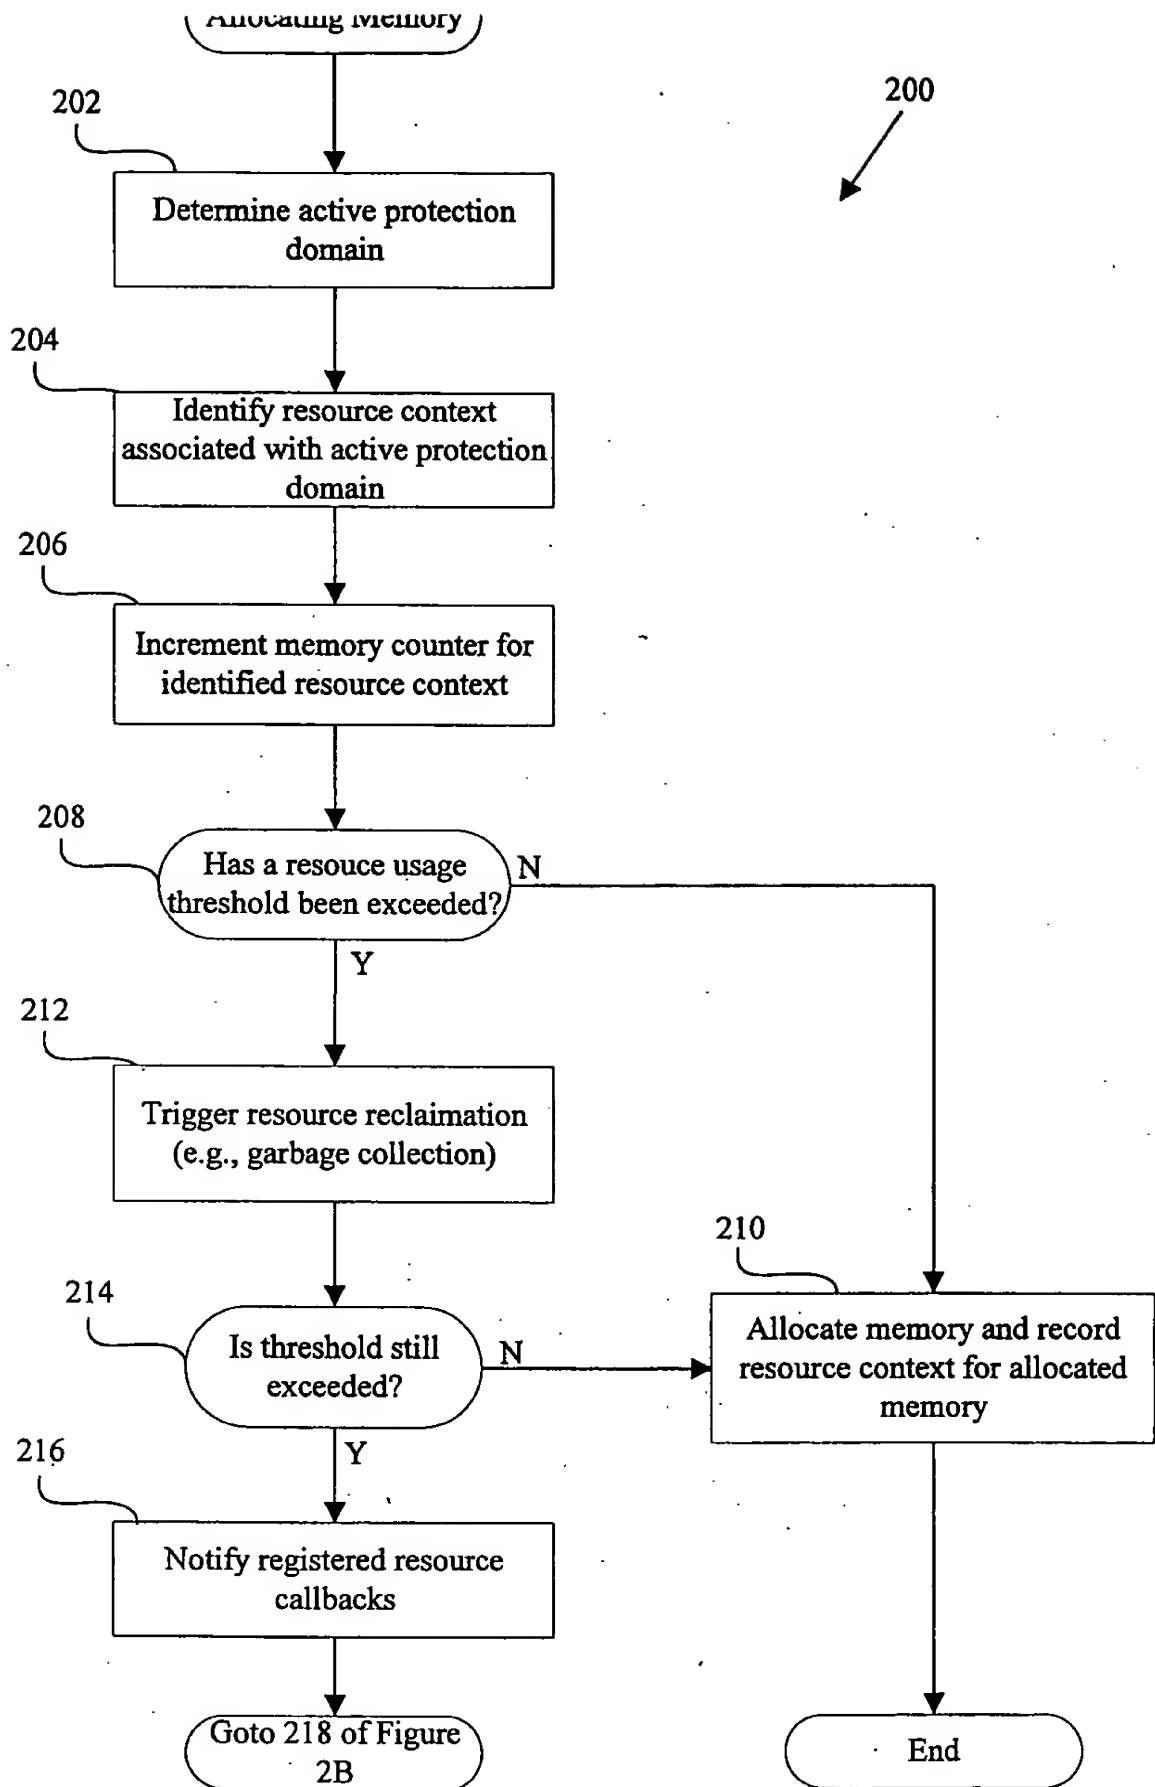 Allocating Memory
200
202
Determine active protection
domain
204
Identify resource context
associated with active protection
domain
206
Increment memory counter for
identified resource context
208
Has a resouce usage
threshold been exceeded?
N
Y
212
Trigger resource reclaimation
(e.g., garbage collection)
210
Allocate memory and record
resource context for allocated
memory
214
Is threshold still
exceeded?
N
Y
216
Notify registered resource
callbacks
Goto 218 of Figure
2B
End